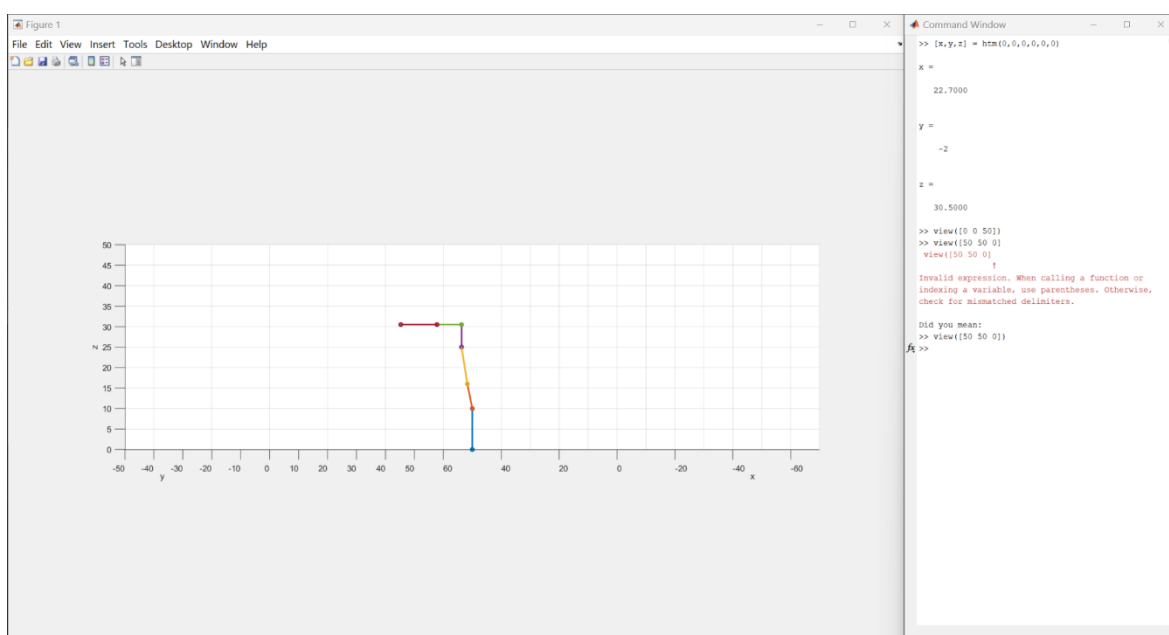 Figure 1
File Edit View Insert Tools Desktop Window Help
50
45
40
35
30
z 25
20
15
10
5
0
-50 -40 -30 -20 -10 0 10 20 30 40 50 60 40 20 0 -20 -40 -60
y x
Command Window
>> [x,y,z] = htm(0,0,0,0,0,0)
x =
22.7000
y =
-2
z =
30.5000
>> view([0 0 50])
>> view([50 50 0]
view([50 50 0]
↑
Invalid expression. When calling a function or
indexing a variable, use parentheses. Otherwise,
check for mismatched delimiters.
Did you mean:
>> view([50 50 0])
fx >>